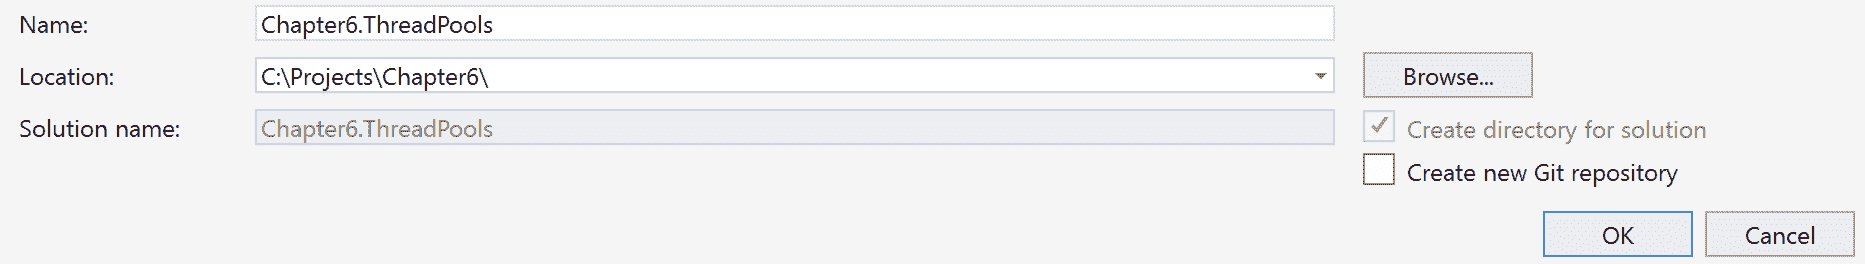 Name: Chapter6.ThreadPools
Location: C:\Projects\Chapter6\ Browse...
Solution name: Chapter6.ThreadPools Create directory for solution
Create new Git repository
OK Cancel